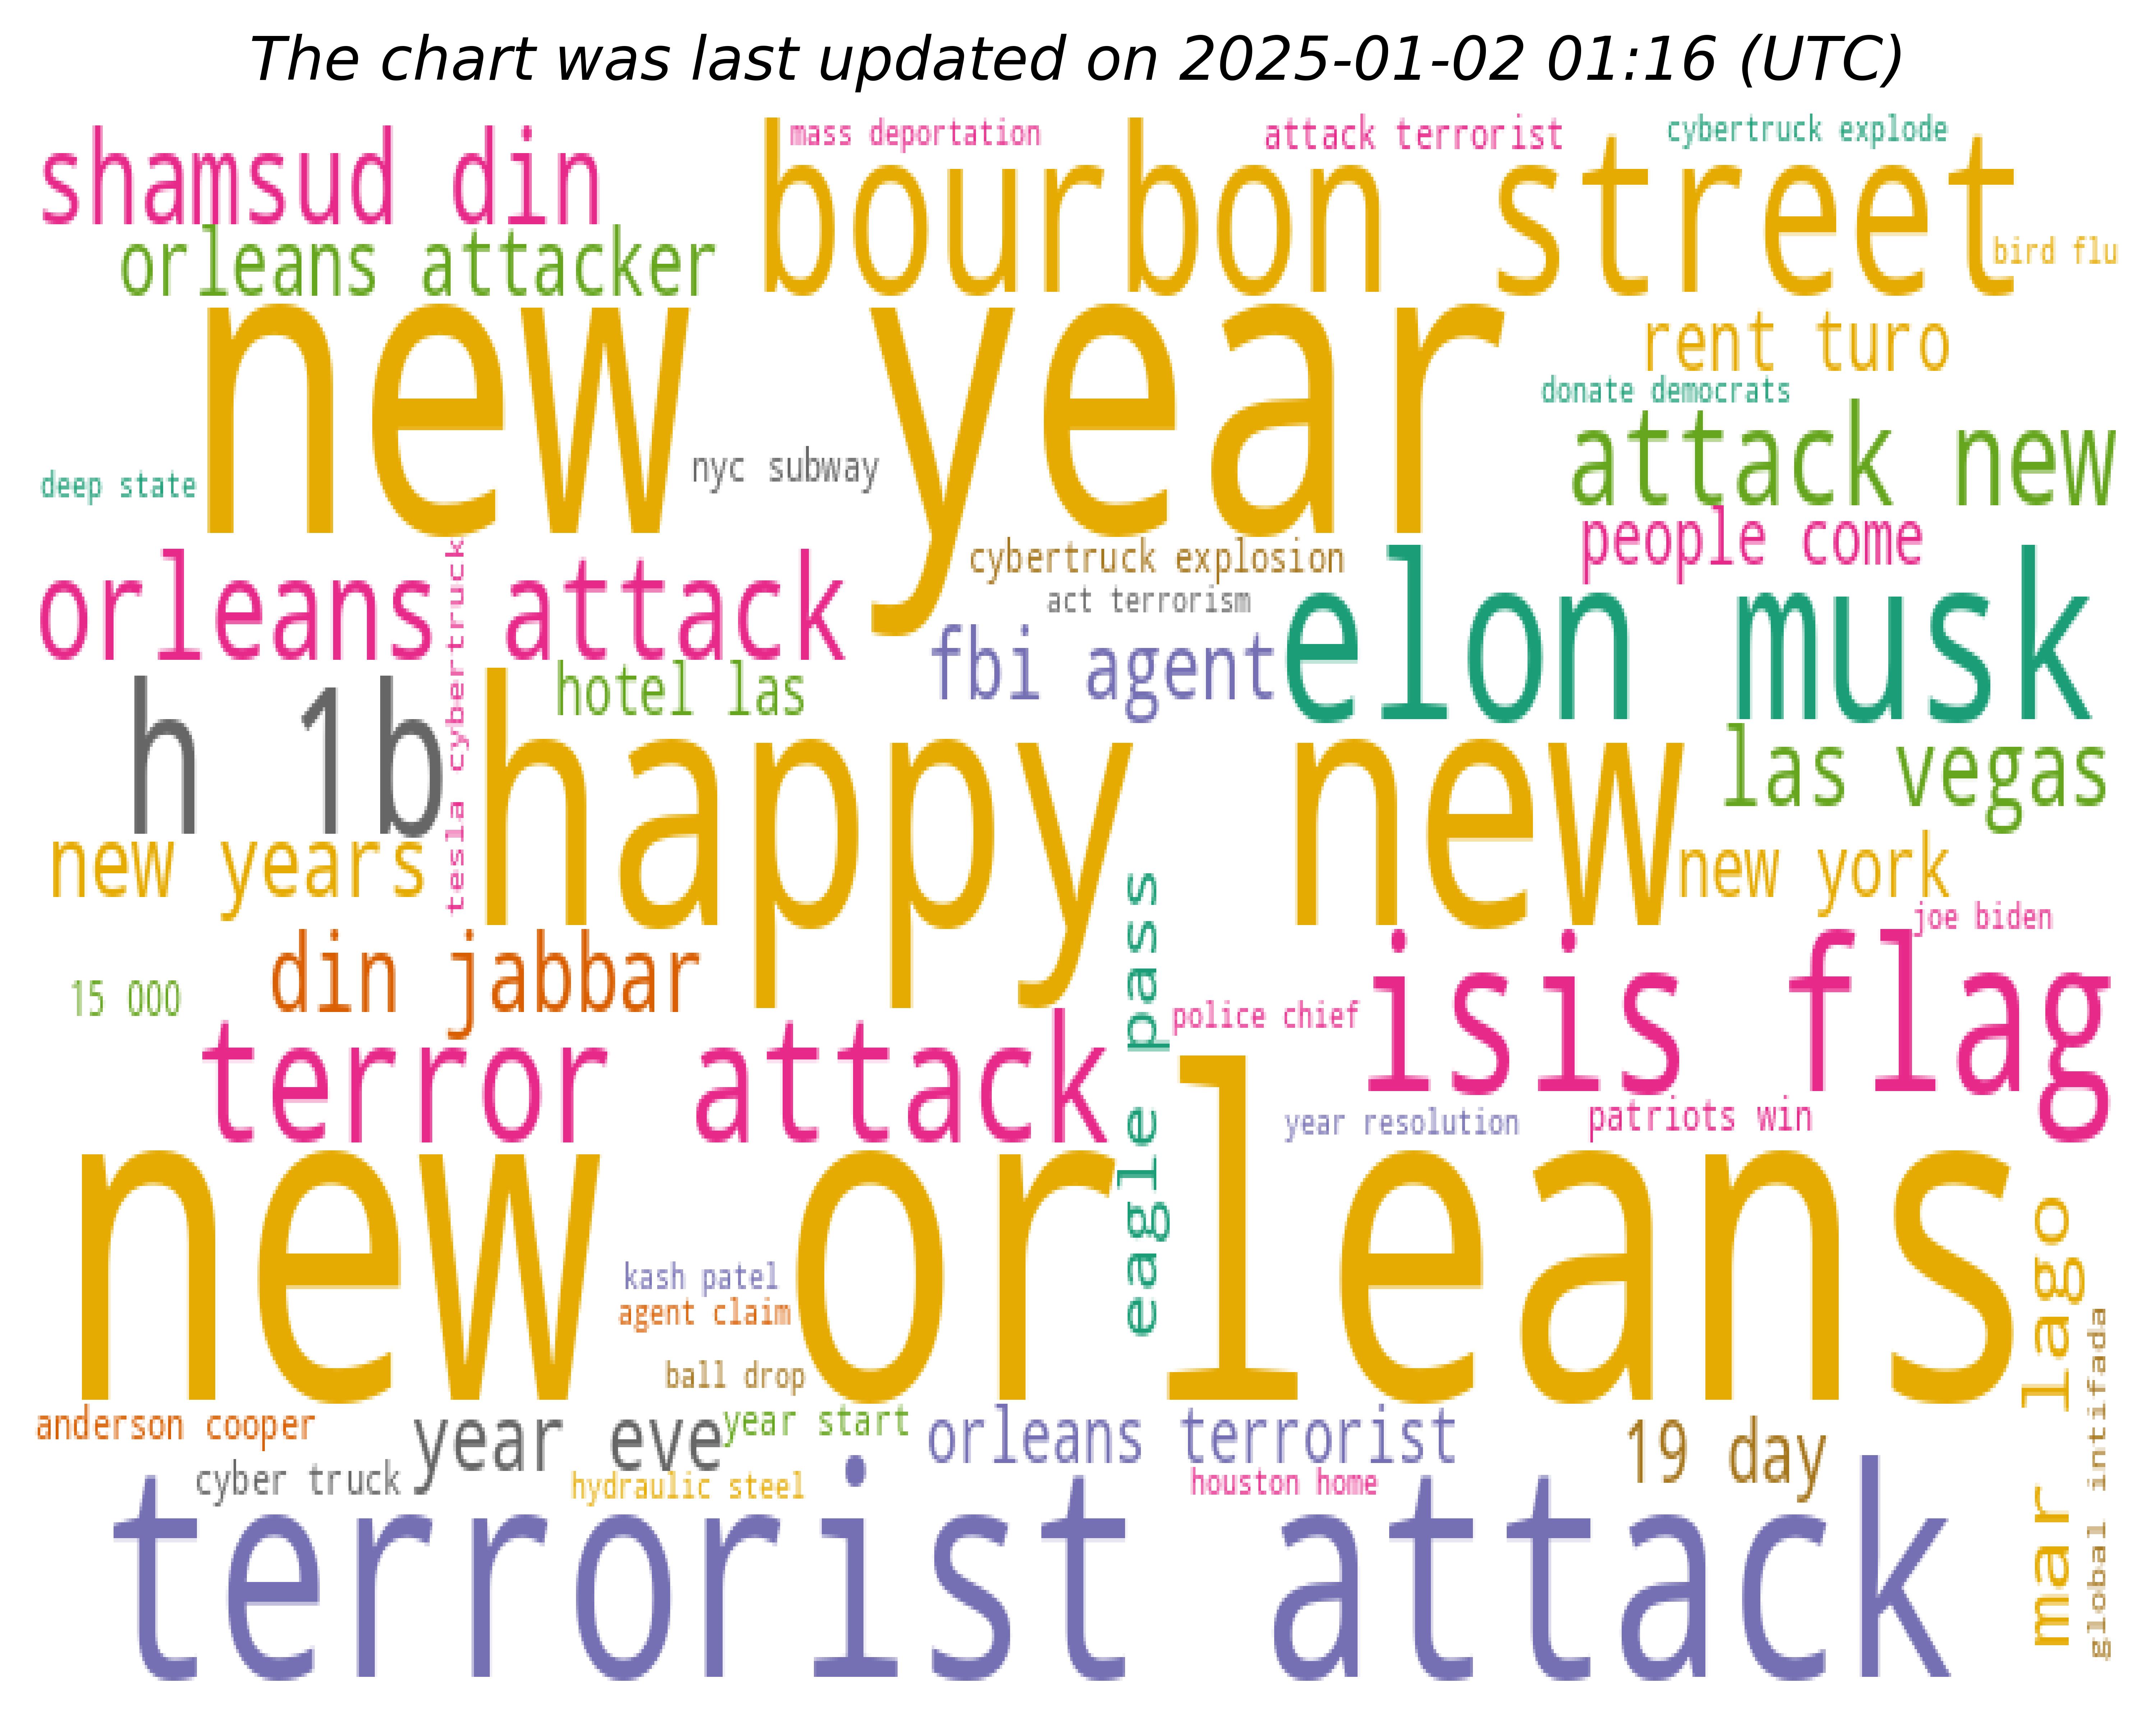 The chart was last updated on 2025-01-02 01:16 (UTC)
mass deportation
attack terrorist
cybertruck explode
shamsud din
bourbon street
orleans attacker
bird flu
new year
rent turo
donate democrats
attack new
nyc subway
deep state
people come
cybertruck explosion
orleans attack
act terrorism
elon musk
fbi agent
hotel las
tesla cybertruck
h 1b
happy new
las vegas
new years
new york
joe biden
din jabbar
isis flag
15 000
police chief
eagle pass
terror attack
year resolution
patriots win
new orleans
kash patel
agent claim
ball drop
mar lago
global intifada
anderson cooper
year eve
year start
orleans terrorist
19 day
cyber truck
hydraulic steel
houston home
terrorist attack